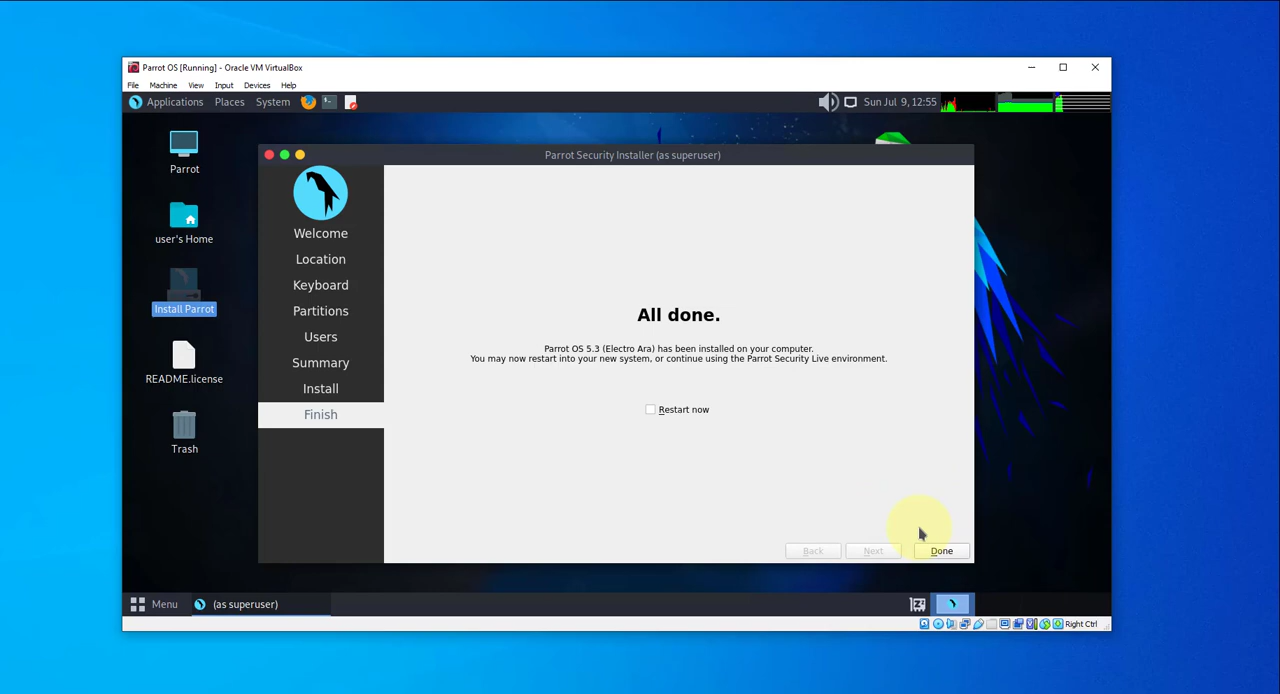 Parrot OS [Running] - Oracle VM VirtualBox
File Machine View Input Devices Help
Applications Places System
Sun Jul 9, 12:55
Parrot
user's Home
Install Parrot
README.license
Trash
Parrot Security Installer (as superuser)
Welcome
Location
Keyboard
Partitions
Users
Summary
Install
Finish
All done.
Parrot OS 5.3 (Electro Ara) has been installed on your computer.
You may now restart into your new system, or continue using the Parrot Security Live environment.
Restart now
Back Next Done
Menu (as superuser)
Right Ctrl